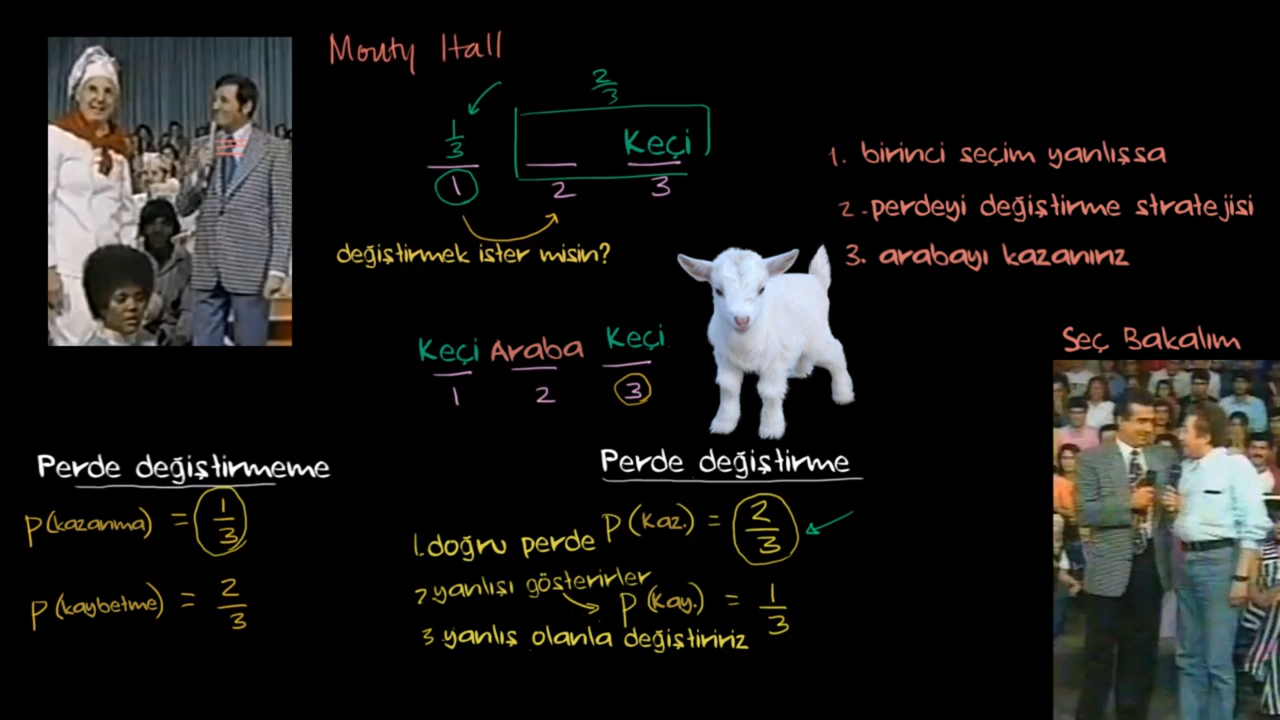 Monty Hall
2/3
1/3
Keçi
1 2 3
değiştirmek ister misin?
1. birinci seçim yanlışsa
2. perdeyi değiştirme stratejisi
3. arabayı kazanırız
Keçi Araba Keçi
1 2 3
Seç Bakalım
Perde değiştirmeme
p(kazanma) = 1/3
p(kaybetme) = 2/3
Perde değiştirme
p(kaz.) = 2/3
1.doğru perde
2 yanlışı gösterirler
p(kay.) = 1/3
3 yanlış olanla değiştiririz